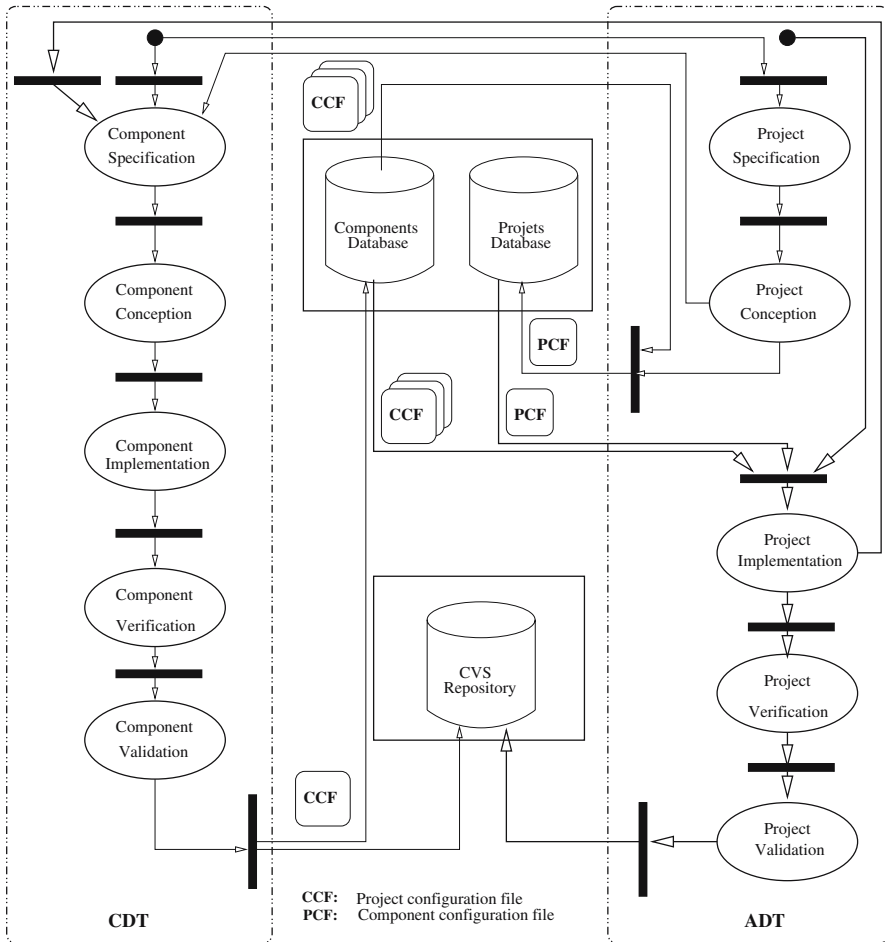 CCF
Component
Specification
Project
Specification
Components
Database
Projets
Database
Component
Conception
Project
Conception
PCF
CCF
PCF
Component
Implementation
Project
Implementation
Component
Verification
CVS
Repository
Project
Verification
Component
Validation
CCF
Project
Validation
CCF: Project configuration file
PCF: Component configuration file
CDT
ADT